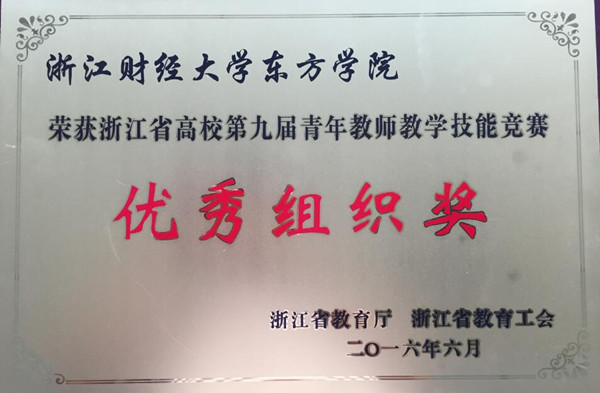 浙江财经大学东方学院
荣获浙江省高校第九届青年教师教学技能竞赛
优秀组织奖
浙江省教育厅 浙江省教育工会
二〇一六年六月